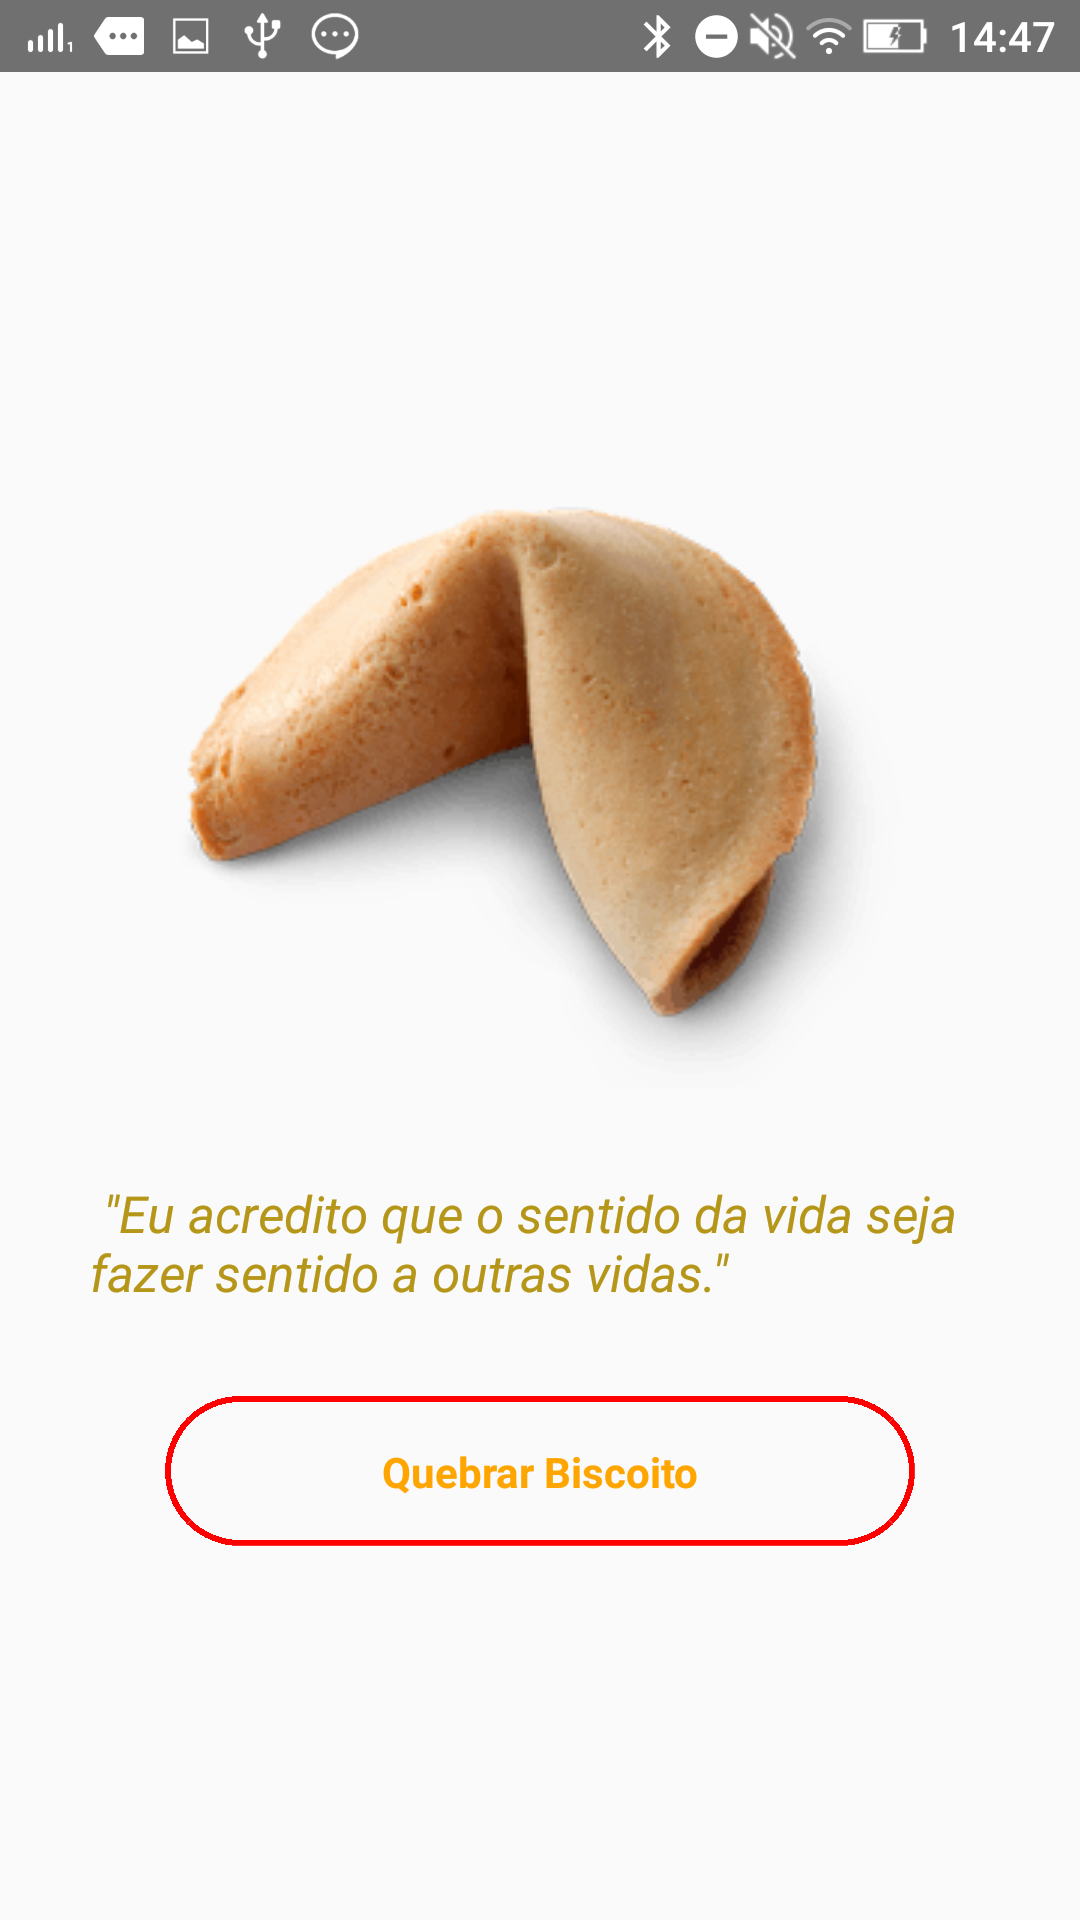 14:47
"Eu acredito que o sentido da vida seja
fazer sentido a outras vidas."
Quebrar Biscoito